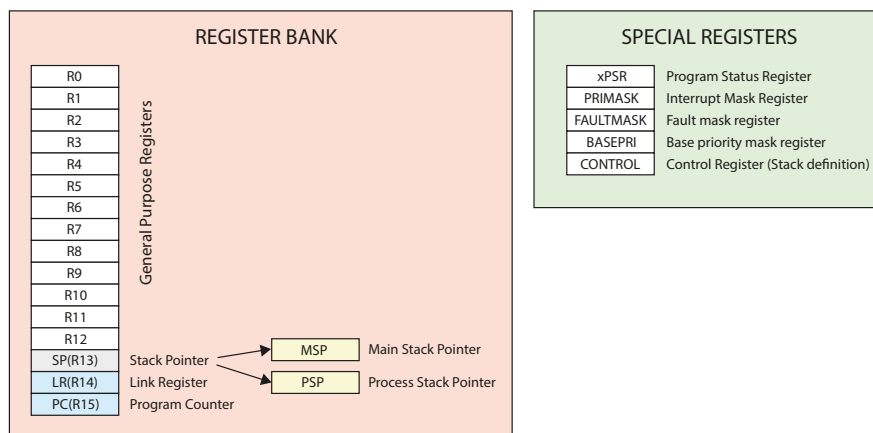 REGISTER BANK
R0
R1
R2
R3
R4
R5
R6
R7
R8
R9
R10
R11
R12
General Purpose Registers
SP(R13) Stack Pointer
LR(R14) Link Register
PC(R15) Program Counter
MSP Main Stack Pointer
PSP Process Stack Pointer
SPECIAL REGISTERS
xPSR Program Status Register
PRIMASK Interrupt Mask Register
FAULTMASK Fault mask register
BASEPRI Base priority mask register
CONTROL Control Register (Stack definition)